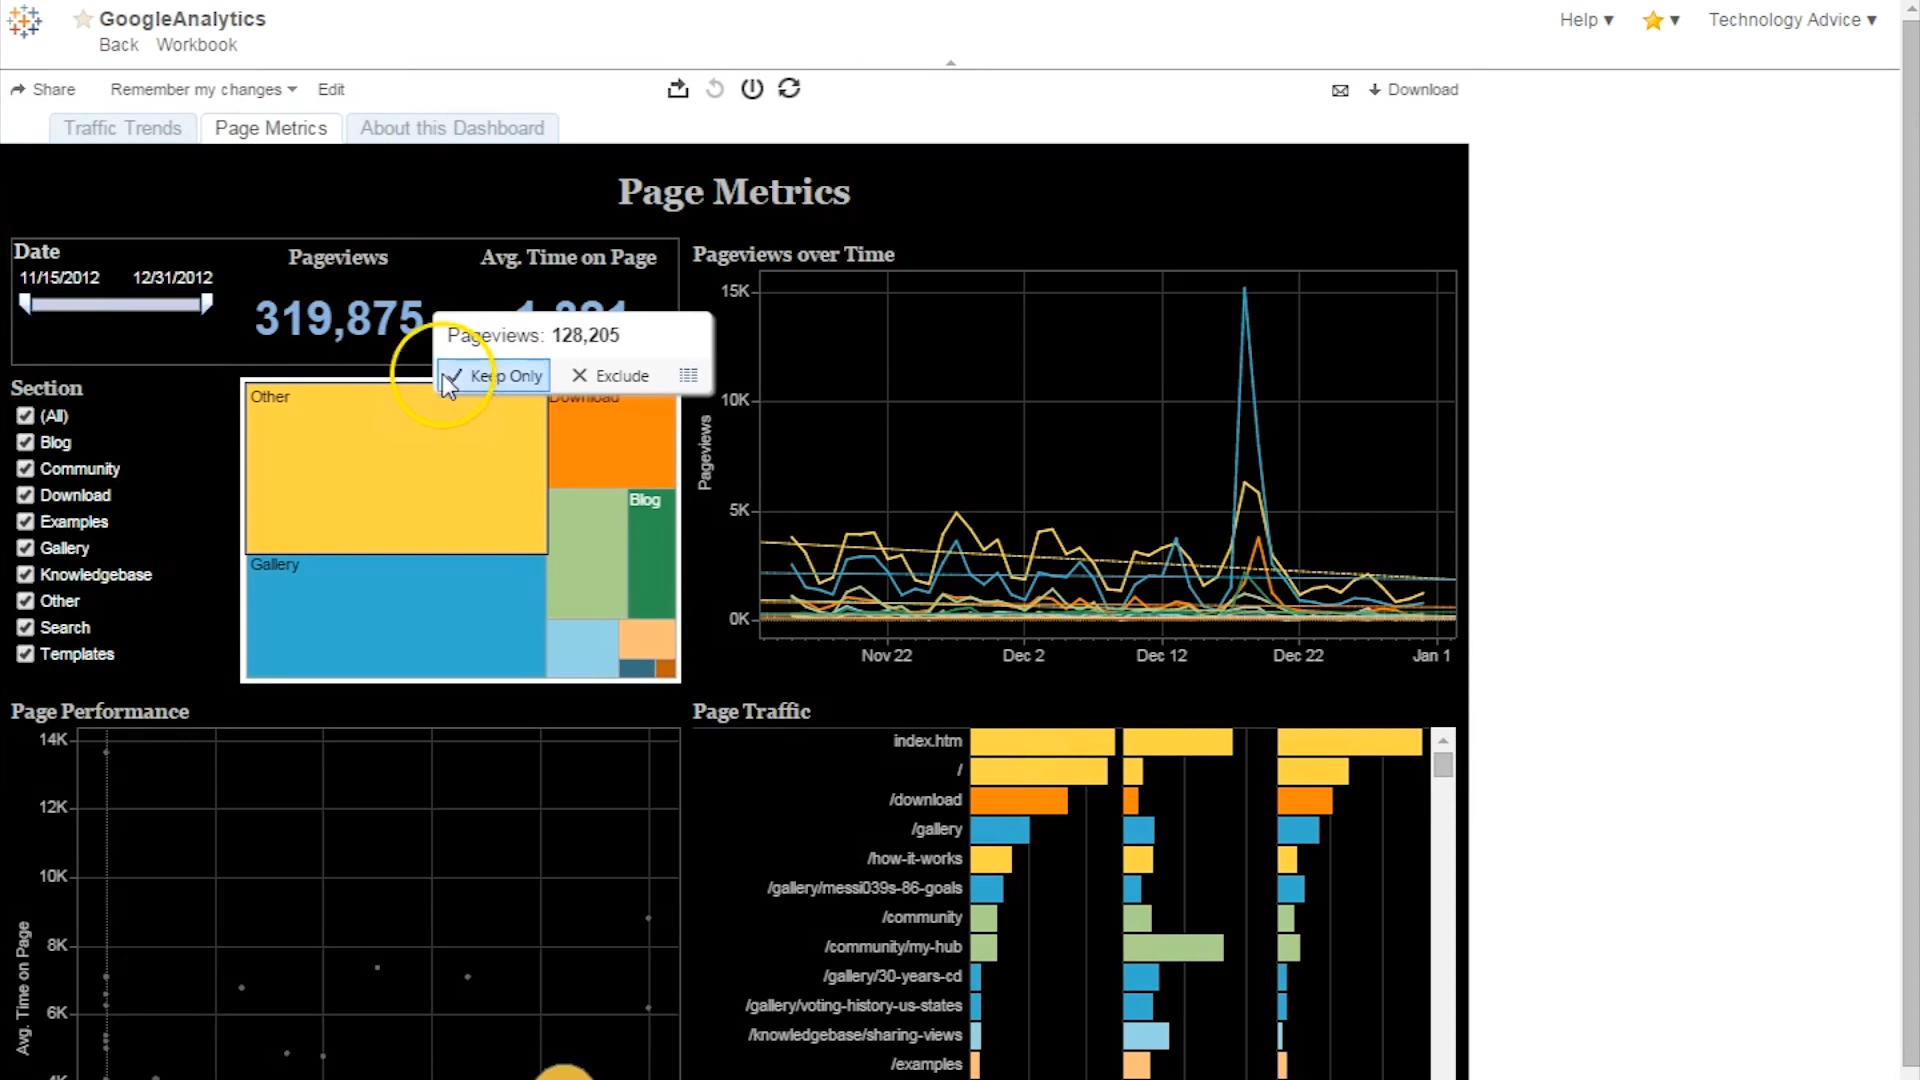 GoogleAnalytics
Back Workbook
Help ▾
Technology Advice ▾
Share
Remember my changes
Edit
Download
Traffic Trends
Page Metrics
About this Dashboard
Page Metrics
Date
11/15/2012 12/31/2012
Pageviews
319,875
Avg. Time on Page
Pageviews: 128,205
Keep Only
Exclude
Section
(All)
Blog
Community
Download
Examples
Gallery
Knowledgebase
Other
Search
Templates
Other
Download
Blog
Gallery
Pageviews over Time
15K
10K
5K
0K
Pageviews
Nov 22
Dec 2
Dec 12
Dec 22
Jan 1
Page Performance
14K
12K
10K
8K
6K
4K
Avg. Time on Page
Page Traffic
index.htm
/
/download
/gallery
/how-it-works
/gallery/messi039s-86-goals
/community
/community/my-hub
/gallery/30-years-cd
/gallery/voting-history-us-states
/knowledgebase/sharing-views
/examples